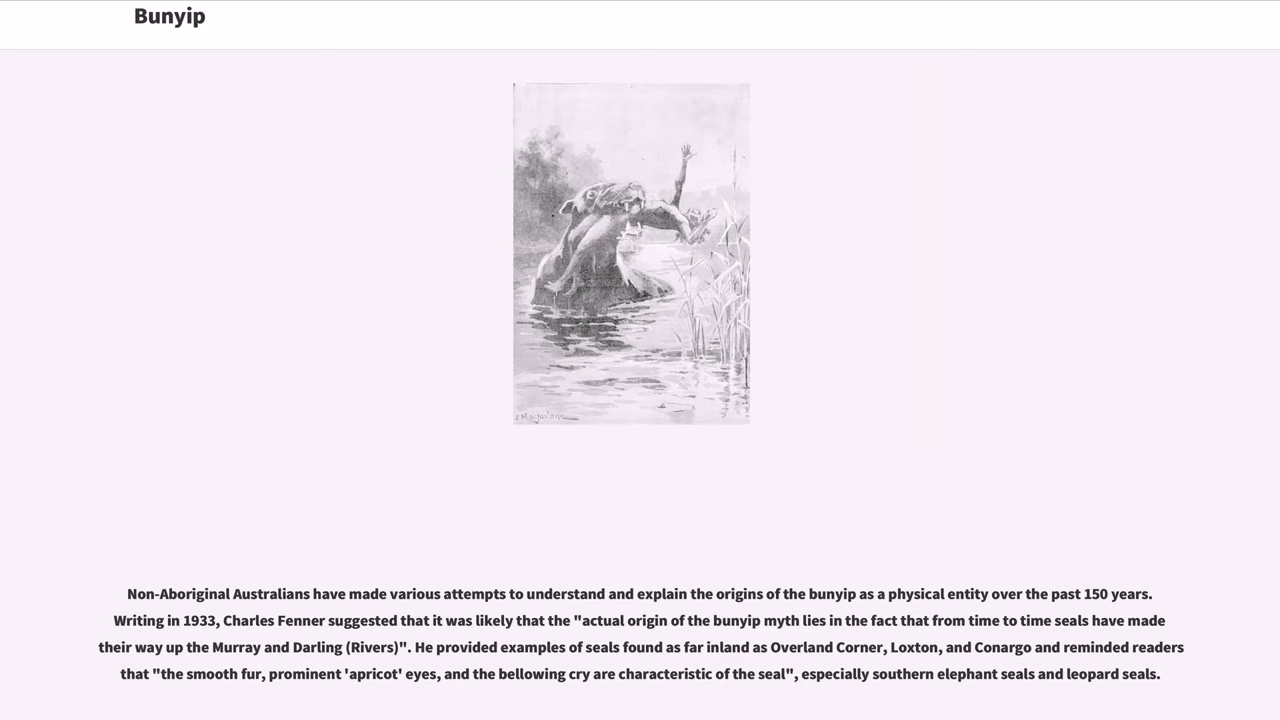 Bunyip
J. Macfarlane
Non-Aboriginal Australians have made various attempts to understand and explain the origins of the bunyip as a physical entity over the past 150 years.
Writing in 1933, Charles Fenner suggested that it was likely that the "actual origin of the bunyip myth lies in the fact that from time to time seals have made
their way up the Murray and Darling (Rivers)". He provided examples of seals found as far inland as Overland Corner, Loxton, and Conargo and reminded readers
that "the smooth fur, prominent 'apricot' eyes, and the bellowing cry are characteristic of the seal", especially southern elephant seals and leopard seals.